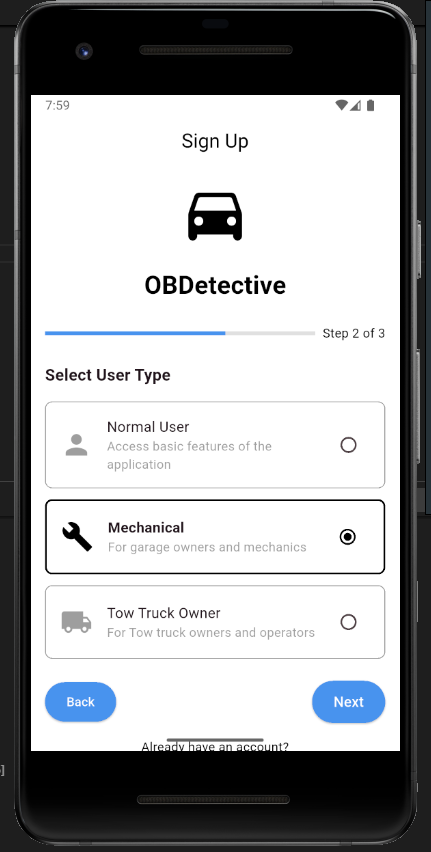 7:59
Sign Up
OBDetective
Step 2 of 3
Select User Type
Normal User
Access basic features of the
application
Mechanical
For garage owners and mechanics
Tow Truck Owner
For Tow truck owners and operators
Back
Next
Already have an account?
]